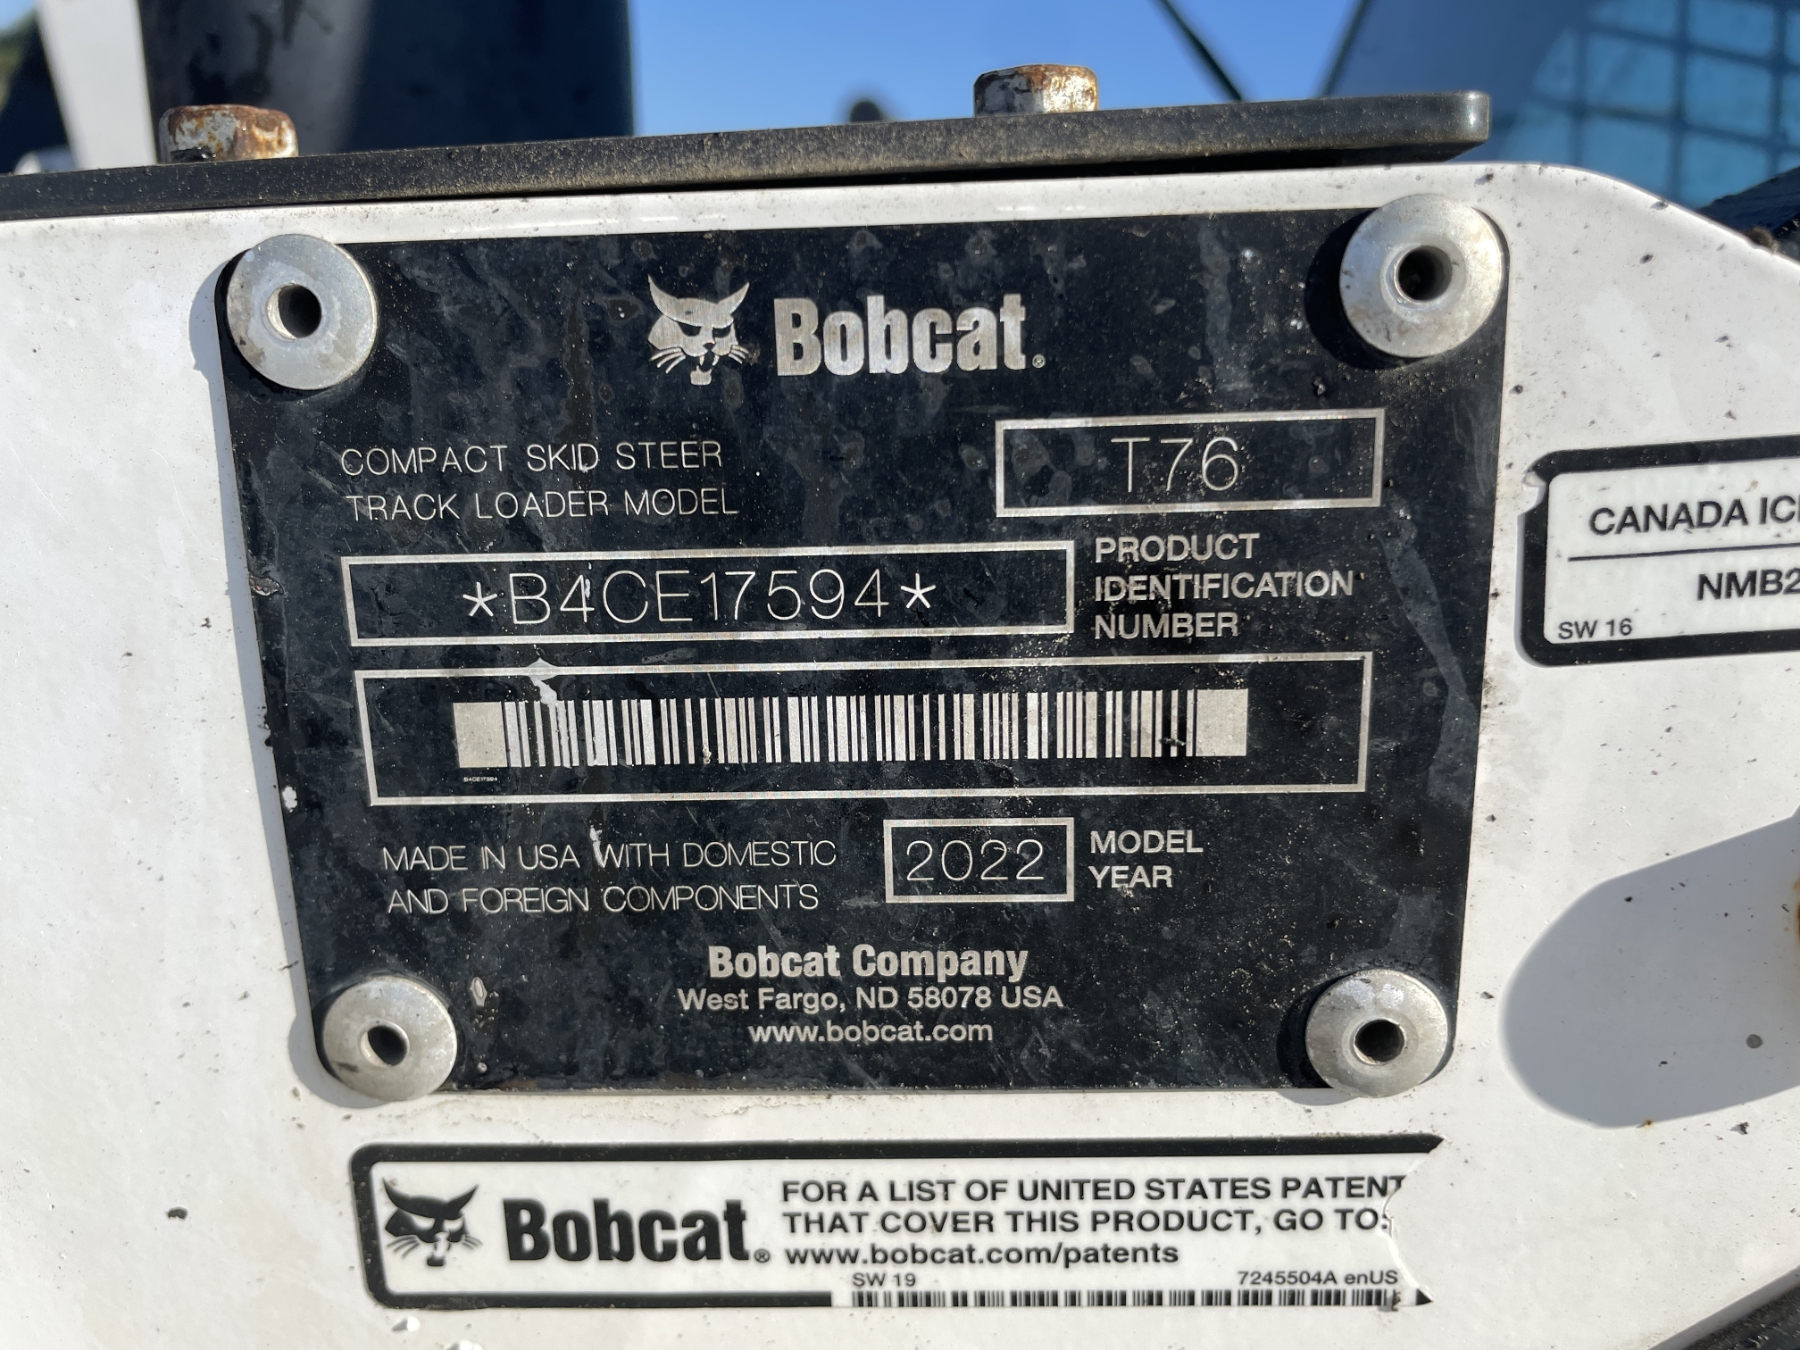 Bobcat®
COMPACT SKID STEER
TRACK LOADER MODEL
T76
*B4CE17594*
PRODUCT
IDENTIFICATION
NUMBER
B4CE17594
MADE IN USA WITH DOMESTIC
AND FOREIGN COMPONENTS
2022
MODEL
YEAR
Bobcat Company
West Fargo, ND 58078 USA
www.bobcat.com
CANADA
NMB2
SW 16
Bobcat®
FOR A LIST OF UNITED STATES PATENT
THAT COVER THIS PRODUCT, GO TO:
www.bobcat.com/patents
SW 19
7245504A enUS